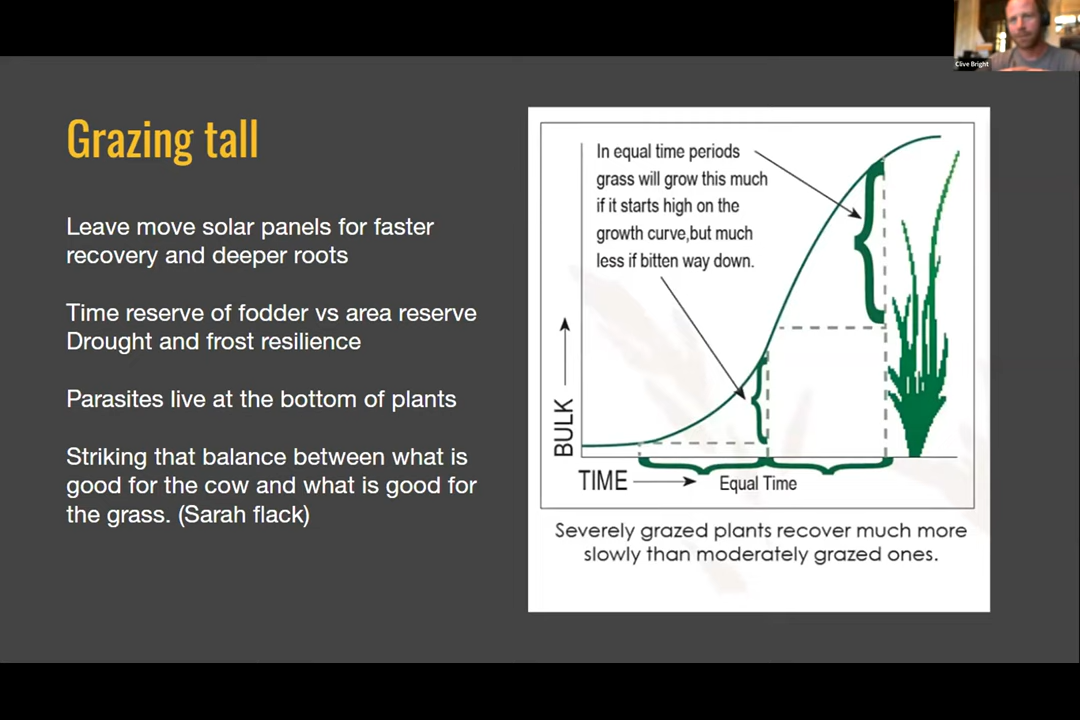 Clive Bright
Grazing tall
Leave move solar panels for faster
recovery and deeper roots
Time reserve of fodder vs area reserve
Drought and frost resilience
Parasites live at the bottom of plants
Striking that balance between what is
good for the cow and what is good for
the grass. (Sarah flack)
In equal time periods
grass will grow this much
if it starts high on the
growth curve,but much
less if bitten way down.
BULK
TIME
Equal Time
Severely grazed plants recover much more
slowly than moderately grazed ones.